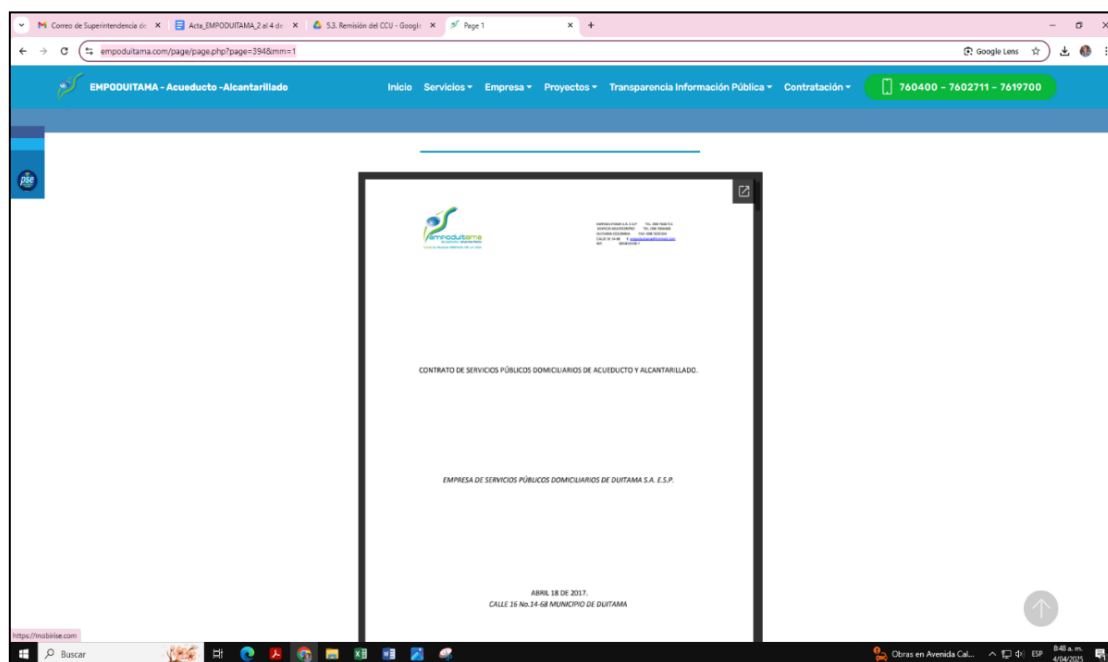 Correo de Superintendencia de
Acta_EMPODUITAMA_2 al 4 de
5.3. Remisión del CCU - Google
Page 1
empoduitama.com/page/page.php?page=394&mm=1
Google Lens
EMPODUITAMA - Acueducto -Alcantarillado
Inicio
Servicios
Empresa
Proyectos
Transparencia Información Pública
Contratación
760400 - 7602711 - 7619700
pse
empoduitama
CONTRATO DE SERVICIOS PÚBLICOS DOMICILIARIOS DE ACUEDUCTO Y ALCANTARILLADO.
EMPRESA DE SERVICIOS PÚBLICOS DOMICILIARIOS DE DUITAMA S.A. E.S.P.
ABRIL 18 DE 2017.
CALLE 16 No.14-68 MUNICIPIO DE DUITAMA
https://mobirise.com
Buscar
Obras en Avenida Cal...
ESP
8:48 a. m.
4/04/2025